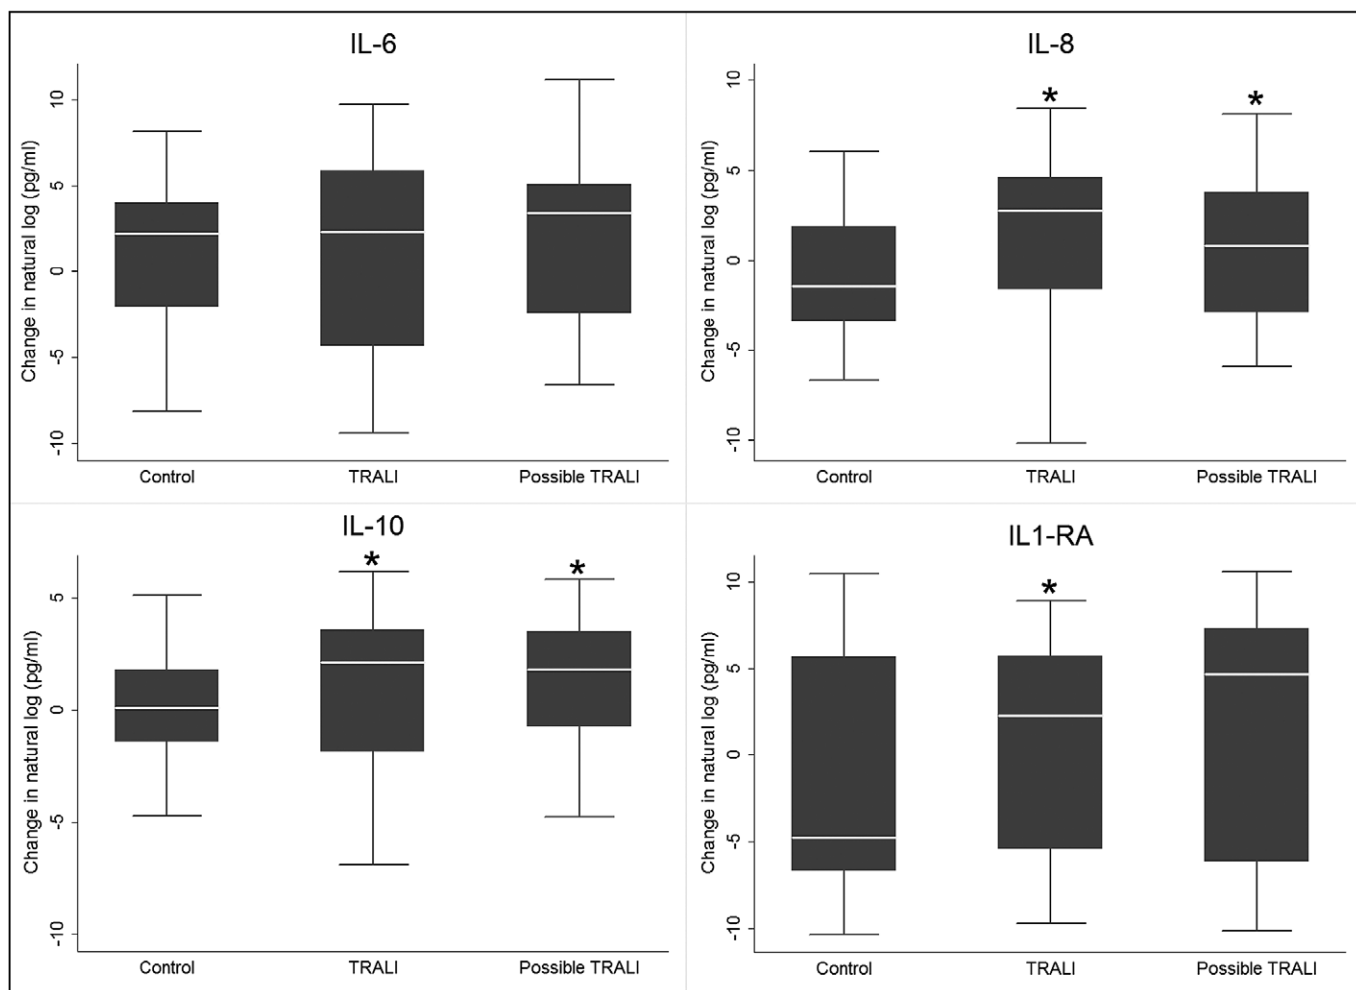 IL-6
Change in natural log (pg/ml)
10
5
0
-5
-10
Control TRALI Possible TRALI
IL-8
* *
Change in natural log (pg/ml)
10
5
0
-5
-10
Control TRALI Possible TRALI
IL-10
* *
Change in natural log (pg/ml)
5
0
-5
-10
Control TRALI Possible TRALI
IL1-RA
*
Change in natural log (pg/ml)
10
5
0
-5
-10
Control TRALI Possible TRALI